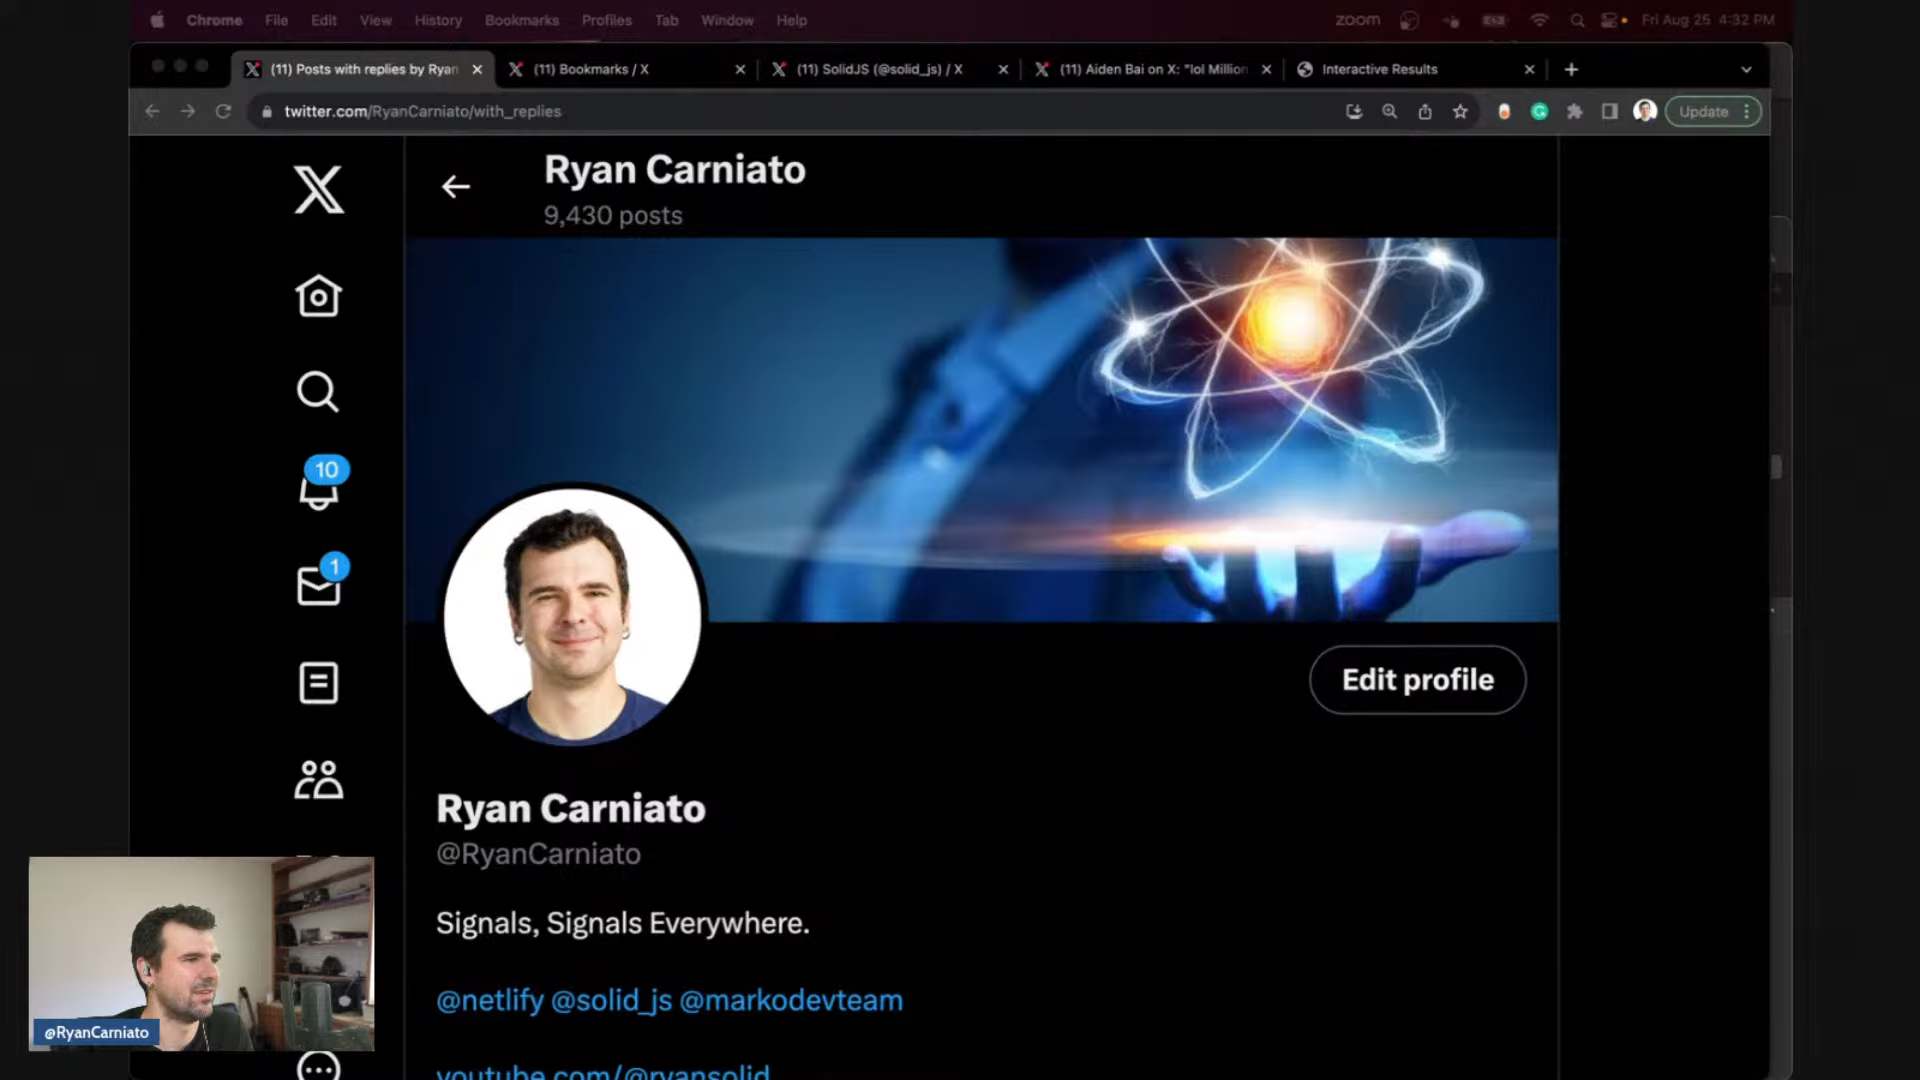 Chrome File Edit View History Bookmarks Profiles Tab Window Help zoom Fri Aug 25 4:32 PM
(11) Posts with replies by Ryan (11) Bookmarks / X (11) SolidJS (@solid_js) / X (11) Aiden Bai on X: "lol Million Interactive Results
twitter.com/RyanCarniato/with_replies Update
Ryan Carniato
9,430 posts
10
1
Edit profile
Ryan Carniato
@RyanCarniato
Signals, Signals Everywhere.
@netlify @solid_js @markodevteam
youtube.com/@ryansolid
@RyanCarniato